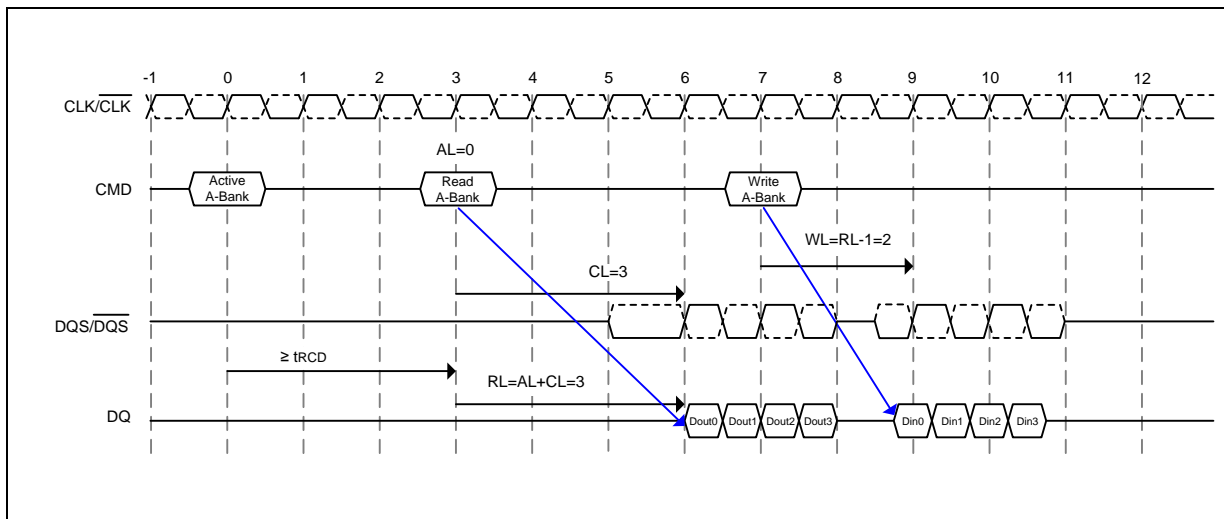 -1 0 1 2 3 4 5 6 7 8 9 10 11 12
CLK/CLK
AL=0
CMD
Active
A-Bank
Read
A-Bank
Write
A-Bank
WL=RL-1=2
CL=3
DQS/DQS
≥ tRCD
RL=AL+CL=3
DQ
Dout0 Dout1 Dout2 Dout3 Din0 Din1 Din2 Din3